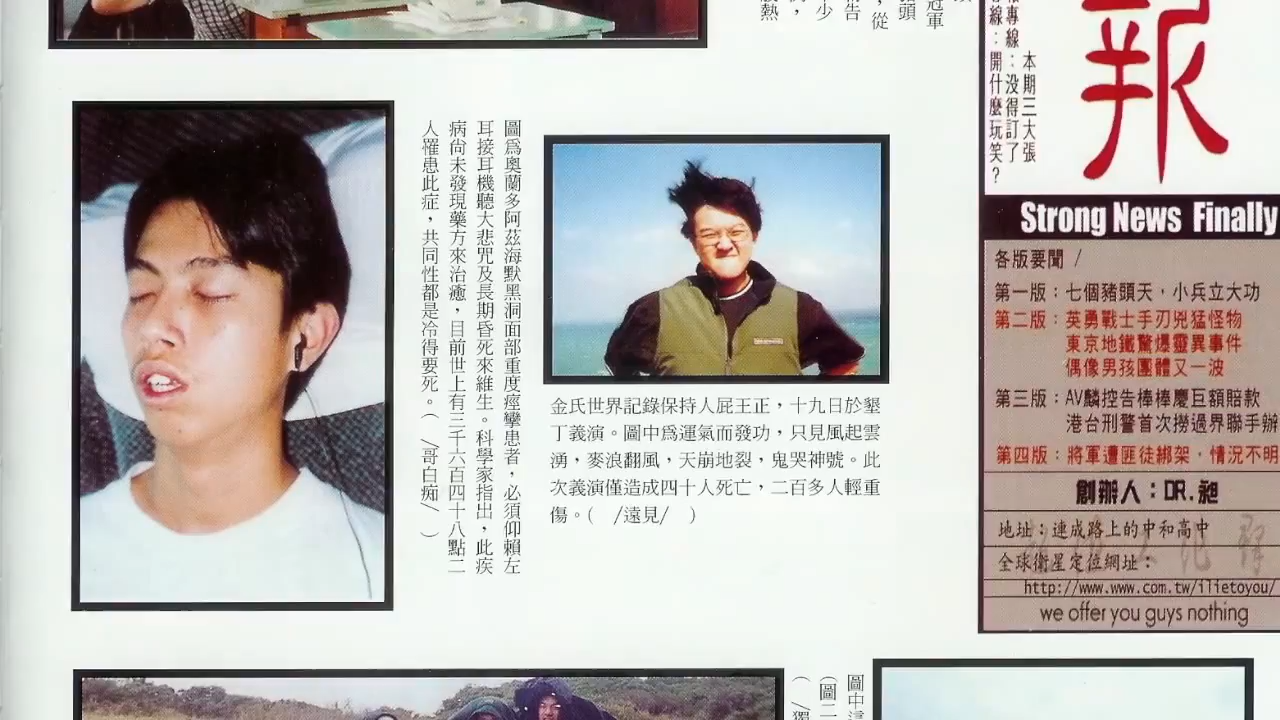 冠軍
頭
，從
告
少
，
般熱
報
本期三大張
專線：没得訂了
線：開什麼玩笑？
圖爲奧蘭多阿茲海默黑洞面部重度痙攣患者，必須仰賴左
耳接耳機聽大悲咒及長期昏死來維生。科學家指出，此疾
病尚未發現藥方來治癒，目前世上有三千六百四十八點二
人罹患此症，共同性都是冷得要死。(　/哥白痴/　)
金氏世界記錄保持人屁王正，十九日於墾
丁義演。圖中爲運氣而發功，只見風起雲
湧，麥浪翻風，天崩地裂，鬼哭神號。此
次義演僅造成四十人死亡，二百多人輕重
傷。(　/遠見/　)
Strong News Finally
各版要聞 /
第一版：七個豬頭天，小兵立大功
第二版：英勇戰士手刃兇猛怪物
東京地鐵驚爆靈異事件
偶像男孩團體又一波
第三版：AV麟控告棒棒慶巨額賠款
港台刑警首次撈過界聯手辦
第四版：將軍遭匪徒綁架，情況不明
創辦人：DR.昶
地址：連成路上的中和高中
全球衛星定位網址：
http://www.www.com.tw/ilietoyou/
we offer you guys nothing
圖中這
(圖二
(　/獨